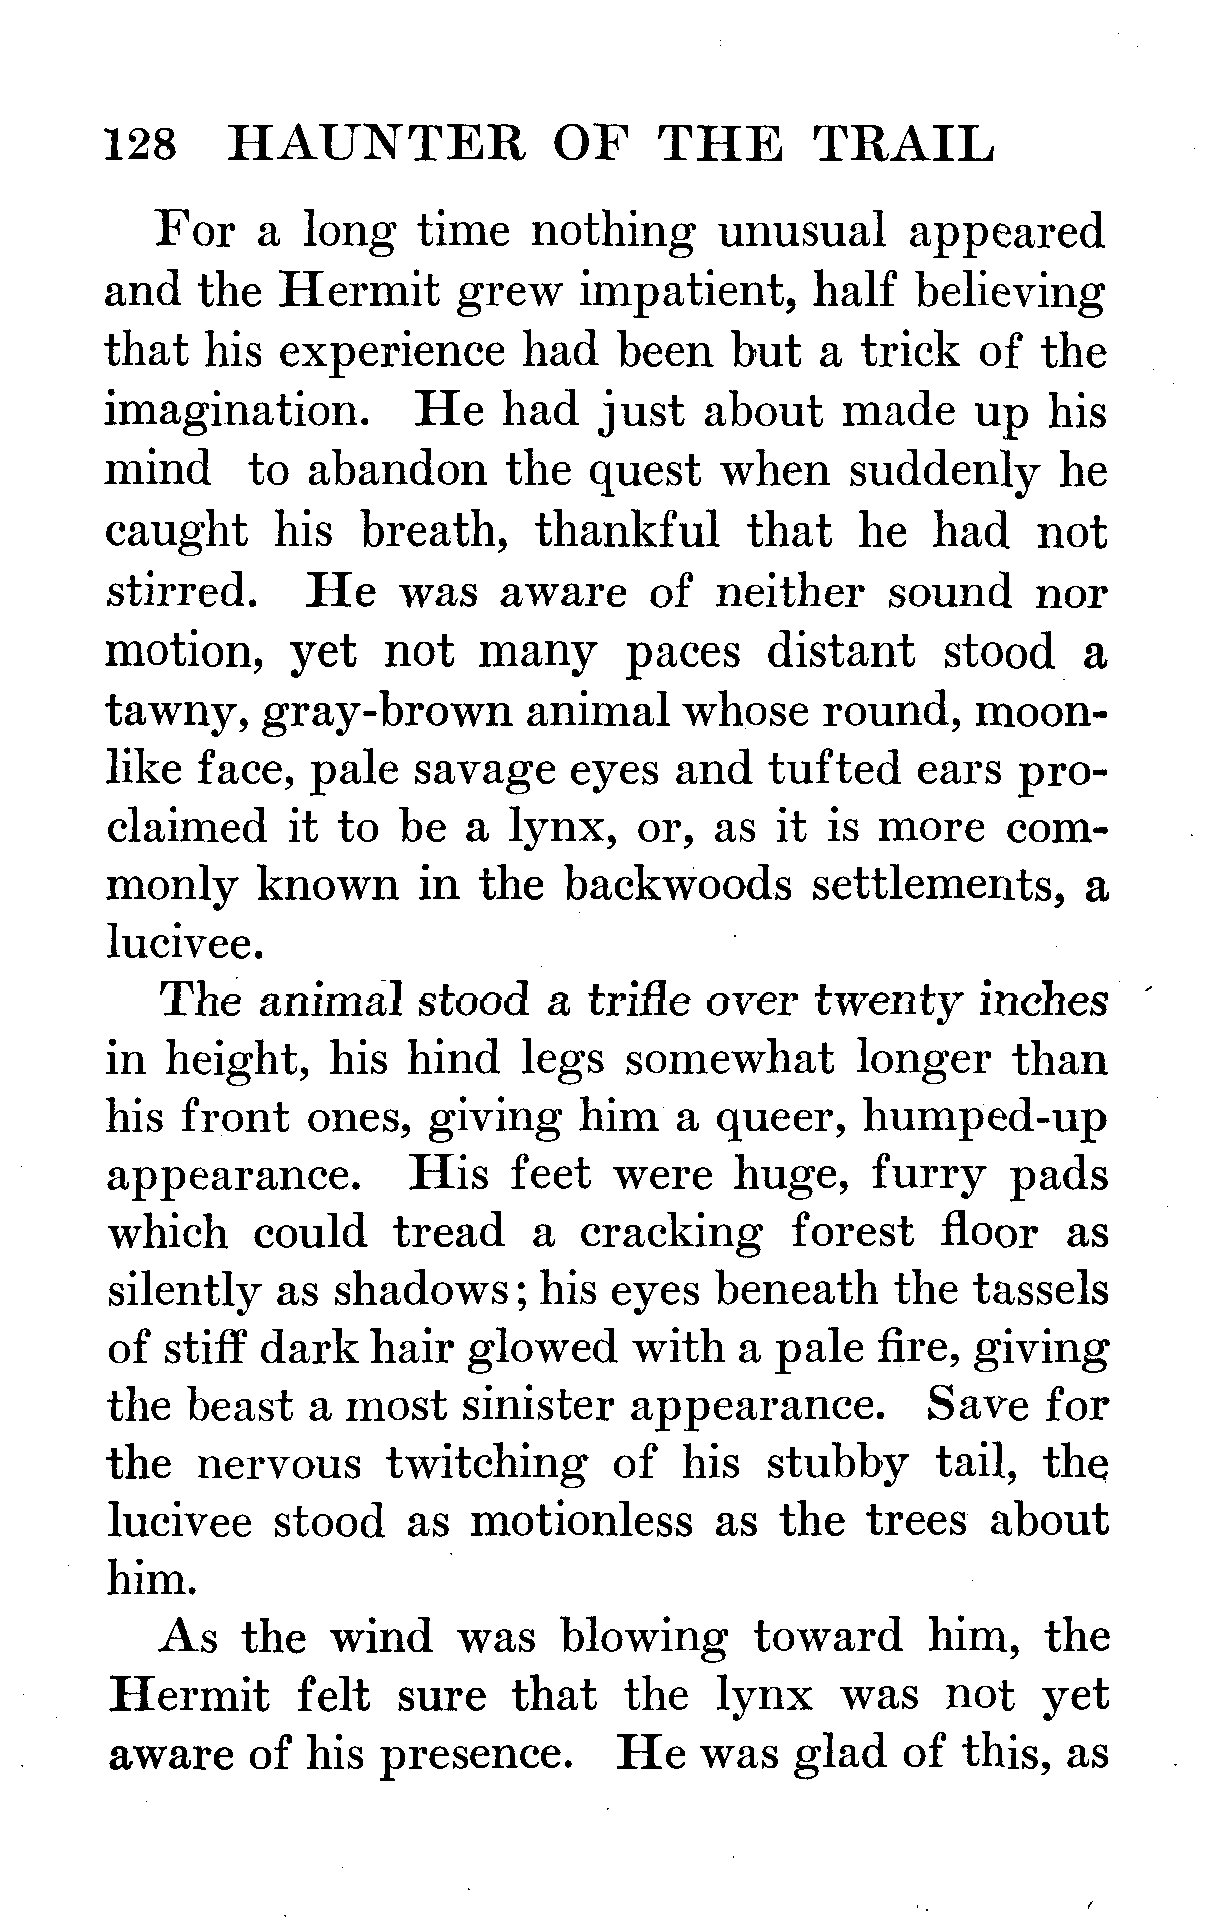 128 HAUNTER OF THE TRAIL
For a long time nothing unusual appeared
and the Hermit grew impatient, half believing
that his experience had been but a trick of the
imagination. He had just about made up his
mind to abandon the quest when suddenly he
caught his breath, thankful that he had not
stirred. He was aware of neither sound nor
motion, yet not many paces distant stood a
tawny, gray-brown animal whose round, moon-
like face, pale savage eyes and tufted ears pro-
claimed it to be a lynx, or, as it is more com-
monly known in the backwoods settlements, a
lucivee.
The animal stood a trifle over twenty inches
in height, his hind legs somewhat longer than
his front ones, giving him a queer, humped-up
appearance. His feet were huge, furry pads
which could tread a cracking forest floor as
silently as shadows; his eyes beneath the tassels
of stiff dark hair glowed with a pale fire, giving
the beast a most sinister appearance. Save for
the nervous twitching of his stubby tail, the
lucivee stood as motionless as the trees about
him.
As the wind was blowing toward him, the
Hermit felt sure that the lynx was not yet
aware of his presence. He was glad of this, as